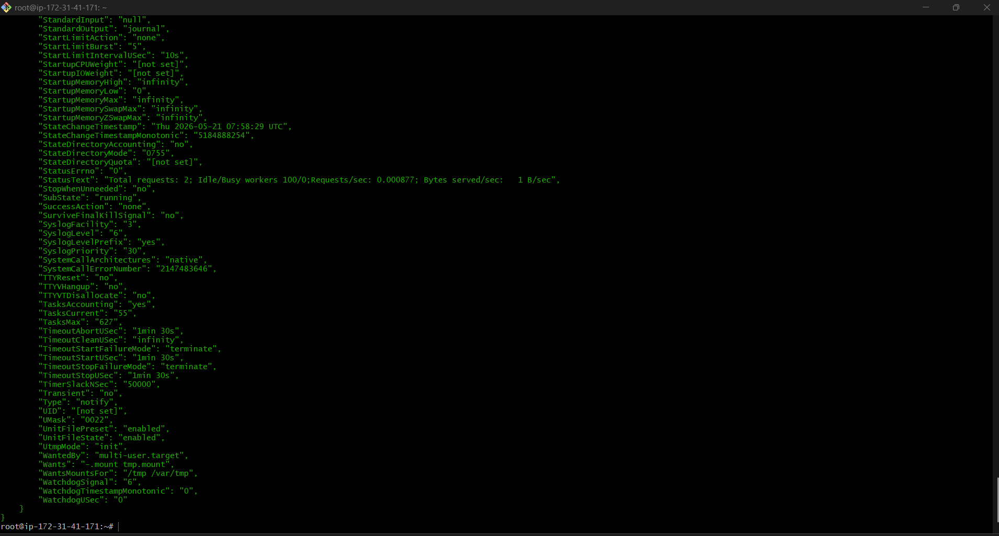 root@ip-172-31-41-171: ~
"StandardInput": "null",
"StandardOutput": "journal",
"StartLimitAction": "none",
"StartLimitBurst": "5",
"StartLimitIntervalUSec": "10s",
"StartupCPUWeight": "[not set]",
"StartupIOWeight": "[not set]",
"StartupMemoryHigh": "infinity",
"StartupMemoryLow": "0",
"StartupMemoryMax": "infinity",
"StartupMemorySwapMax": "infinity",
"StartupMemoryZSwapMax": "infinity",
"StateChangeTimestamp": "Thu 2026-05-21 07:58:29 UTC",
"StateChangeTimestampMonotonic": "5184888254",
"StateDirectoryAccounting": "no",
"StateDirectoryMode": "0755",
"StateDirectoryQuota": "[not set]",
"StatusErrno": "0",
"StatusText": "Total requests: 2; Idle/Busy workers 100/0;Requests/sec: 0.000877; Bytes served/sec:   1 B/sec",
"StopWhenUnneeded": "no",
"SubState": "running",
"SuccessAction": "none",
"SurviveFinalKillSignal": "no",
"SyslogFacility": "3",
"SyslogLevel": "6",
"SyslogLevelPrefix": "yes",
"SyslogPriority": "30",
"SystemCallArchitectures": "native",
"SystemCallErrorNumber": "2147483646",
"TTYReset": "no",
"TTYVHangup": "no",
"TTYVTDisallocate": "no",
"TasksAccounting": "yes",
"TasksCurrent": "55",
"TasksMax": "627",
"TimeoutAbortUSec": "1min 30s",
"TimeoutCleanUSec": "infinity",
"TimeoutStartFailureMode": "terminate",
"TimeoutStartUSec": "1min 30s",
"TimeoutStopFailureMode": "terminate",
"TimeoutStopUSec": "1min 30s",
"TimerSlackNSec": "50000",
"Transient": "no",
"Type": "notify",
"UID": "[not set]",
"UMask": "0022",
"UnitFilePreset": "enabled",
"UnitFileState": "enabled",
"UtmpMode": "init",
"WantedBy": "multi-user.target",
"Wants": "-.mount tmp.mount",
"WantsMountsFor": "/tmp /var/tmp",
"WatchdogSignal": "6",
"WatchdogTimestampMonotonic": "0",
"WatchdogUSec": "0"
}
}
root@ip-172-31-41-171:~#